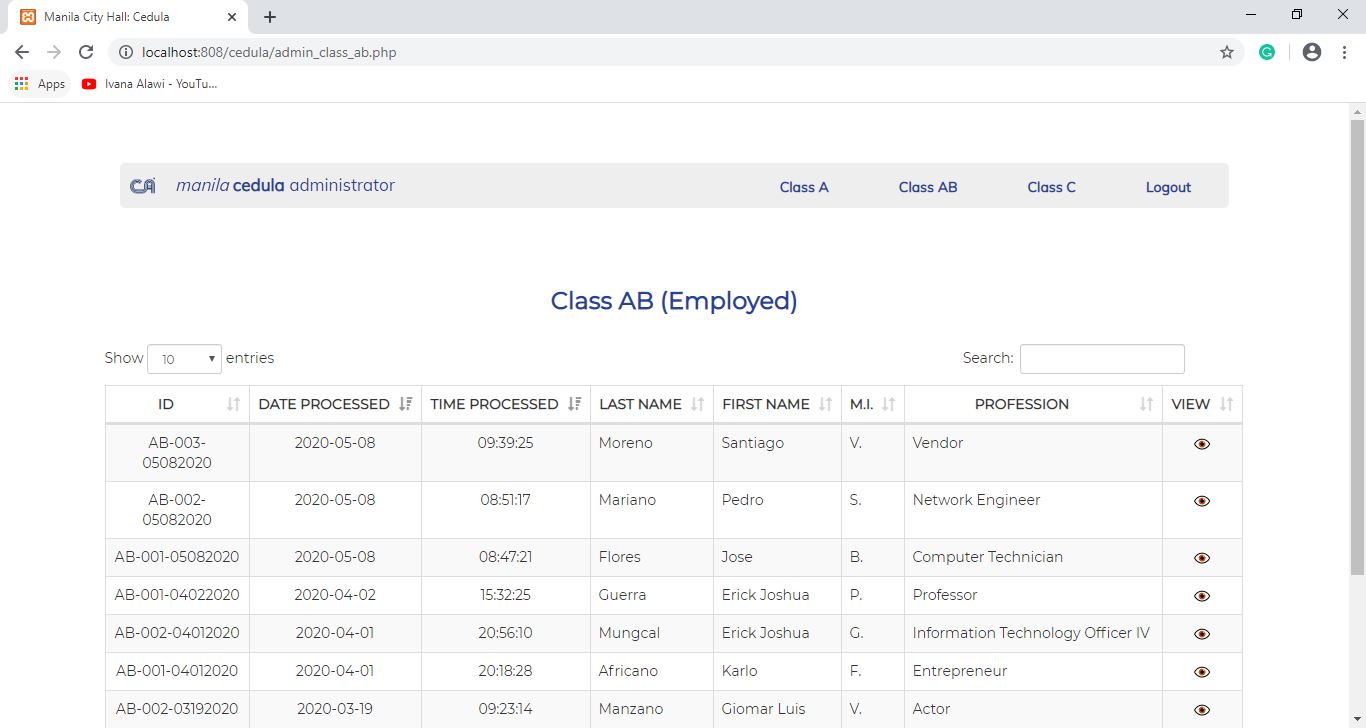 Manila City Hall: Cedula
localhost:808/cedula/admin_class_ab.php
Apps Ivana Alawi - YouTu...
CA manila cedula administrator Class A Class AB Class C Logout
Class AB (Employed)
Show 10 entries Search:
ID DATE PROCESSED TIME PROCESSED LAST NAME FIRST NAME M.I. PROFESSION VIEW
AB-003- 2020-05-08 09:39:25 Moreno Santiago V. Vendor
05082020
AB-002- 2020-05-08 08:51:17 Mariano Pedro S. Network Engineer
05082020
AB-001-05082020 2020-05-08 08:47:21 Flores Jose B. Computer Technician
AB-001-04022020 2020-04-02 15:32:25 Guerra Erick Joshua P. Professor
AB-002-04012020 2020-04-01 20:56:10 Mungcal Erick Joshua G. Information Technology Officer IV
AB-001-04012020 2020-04-01 20:18:28 Africano Karlo F. Entrepreneur
AB-002-03192020 2020-03-19 09:23:14 Manzano Giomar Luis V. Actor